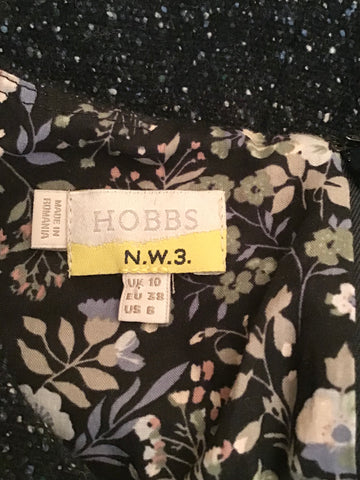 HOBBS
N.W.3.
MADE IN
ROMANIA
UK 10
EU 38
US 6